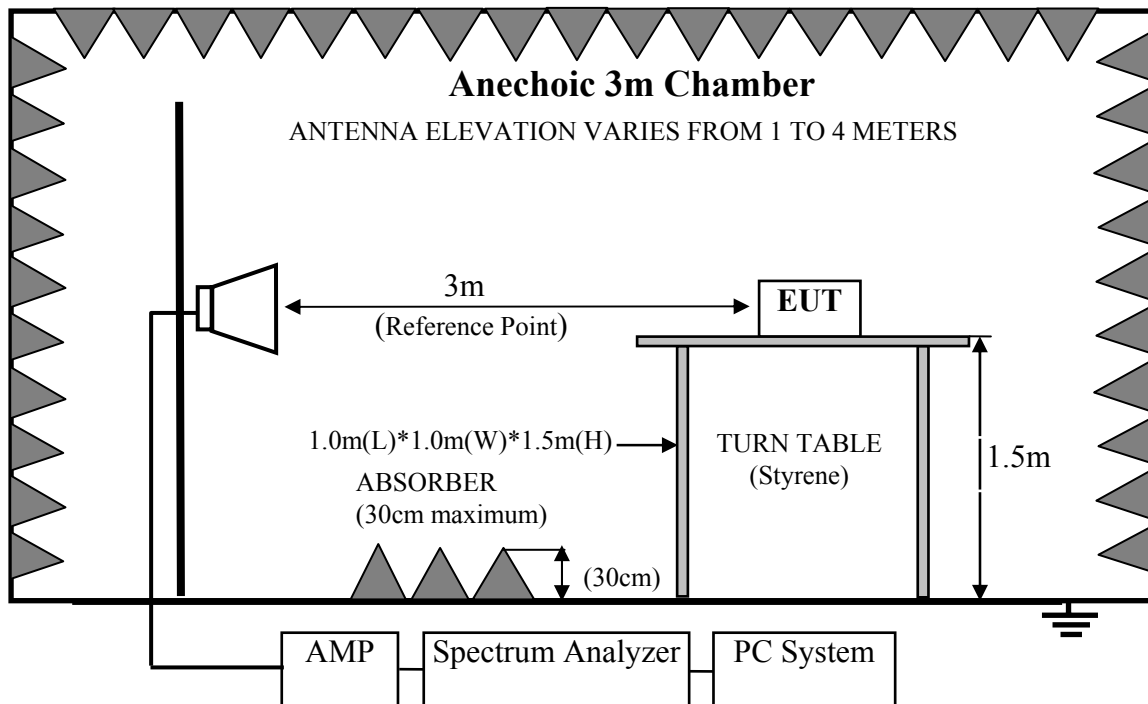 Anechoic 3m Chamber
ANTENNA ELEVATION VARIES FROM 1 TO 4 METERS
3m
(Reference Point)
EUT
1.0m(L)*1.0m(W)*1.5m(H)
TURN TABLE
(Styrene)
1.5m
ABSORBER
(30cm maximum)
(30cm)
AMP
Spectrum Analyzer
PC System